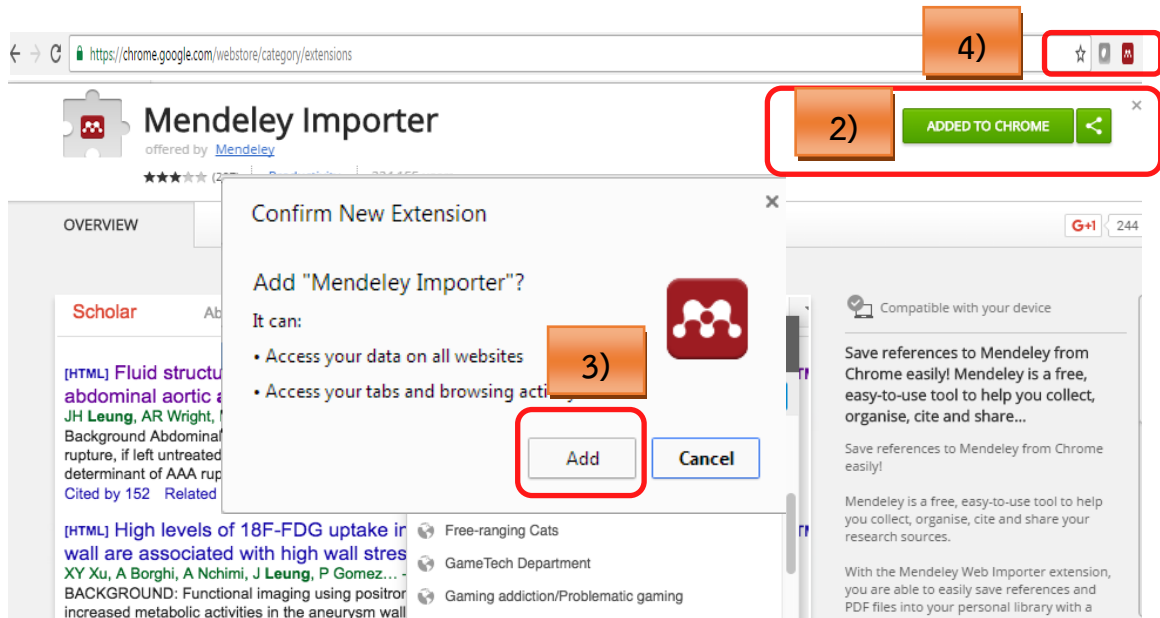 4)
https://chrome.google.com/webstore/category/extensions
Mendeley Importer
offered by Mendeley
2)
ADDED TO CHROME
OVERVIEW
G+1 244
Confirm New Extension
Add "Mendeley Importer"?
It can:
• Access your data on all websites
• Access your tabs and browsing
3)
Add Cancel
Scholar
[HTML] Fluid
abdominal aortic
JH Leung, AR Wright,
Background
rupture, if left untreated
determinant of AAA
Cited by 152 Related
[HTML] High levels of 18F-FDG uptake
wall are associated with high wall
XY Xu, A Borghi, A Nchimi, J Leung, P Gomez...
BACKGROUND: Functional imaging using
increased metabolic activities in the aneurysm wall
Free-ranging Cats
GameTech Department
Gaming addiction/Problematic gaming
Compatible with your device
Save references to Mendeley from
Chrome easily! Mendeley is a free,
easy-to-use tool to help you collect,
organise, cite and share...
Save references to Mendeley from Chrome
easily!
Mendeley is a free, easy-to-use tool to help
you collect, organise, cite and share your
research sources.
With the Mendeley Web Importer extension,
you are able to easily save references and
PDF files into your personal library with a